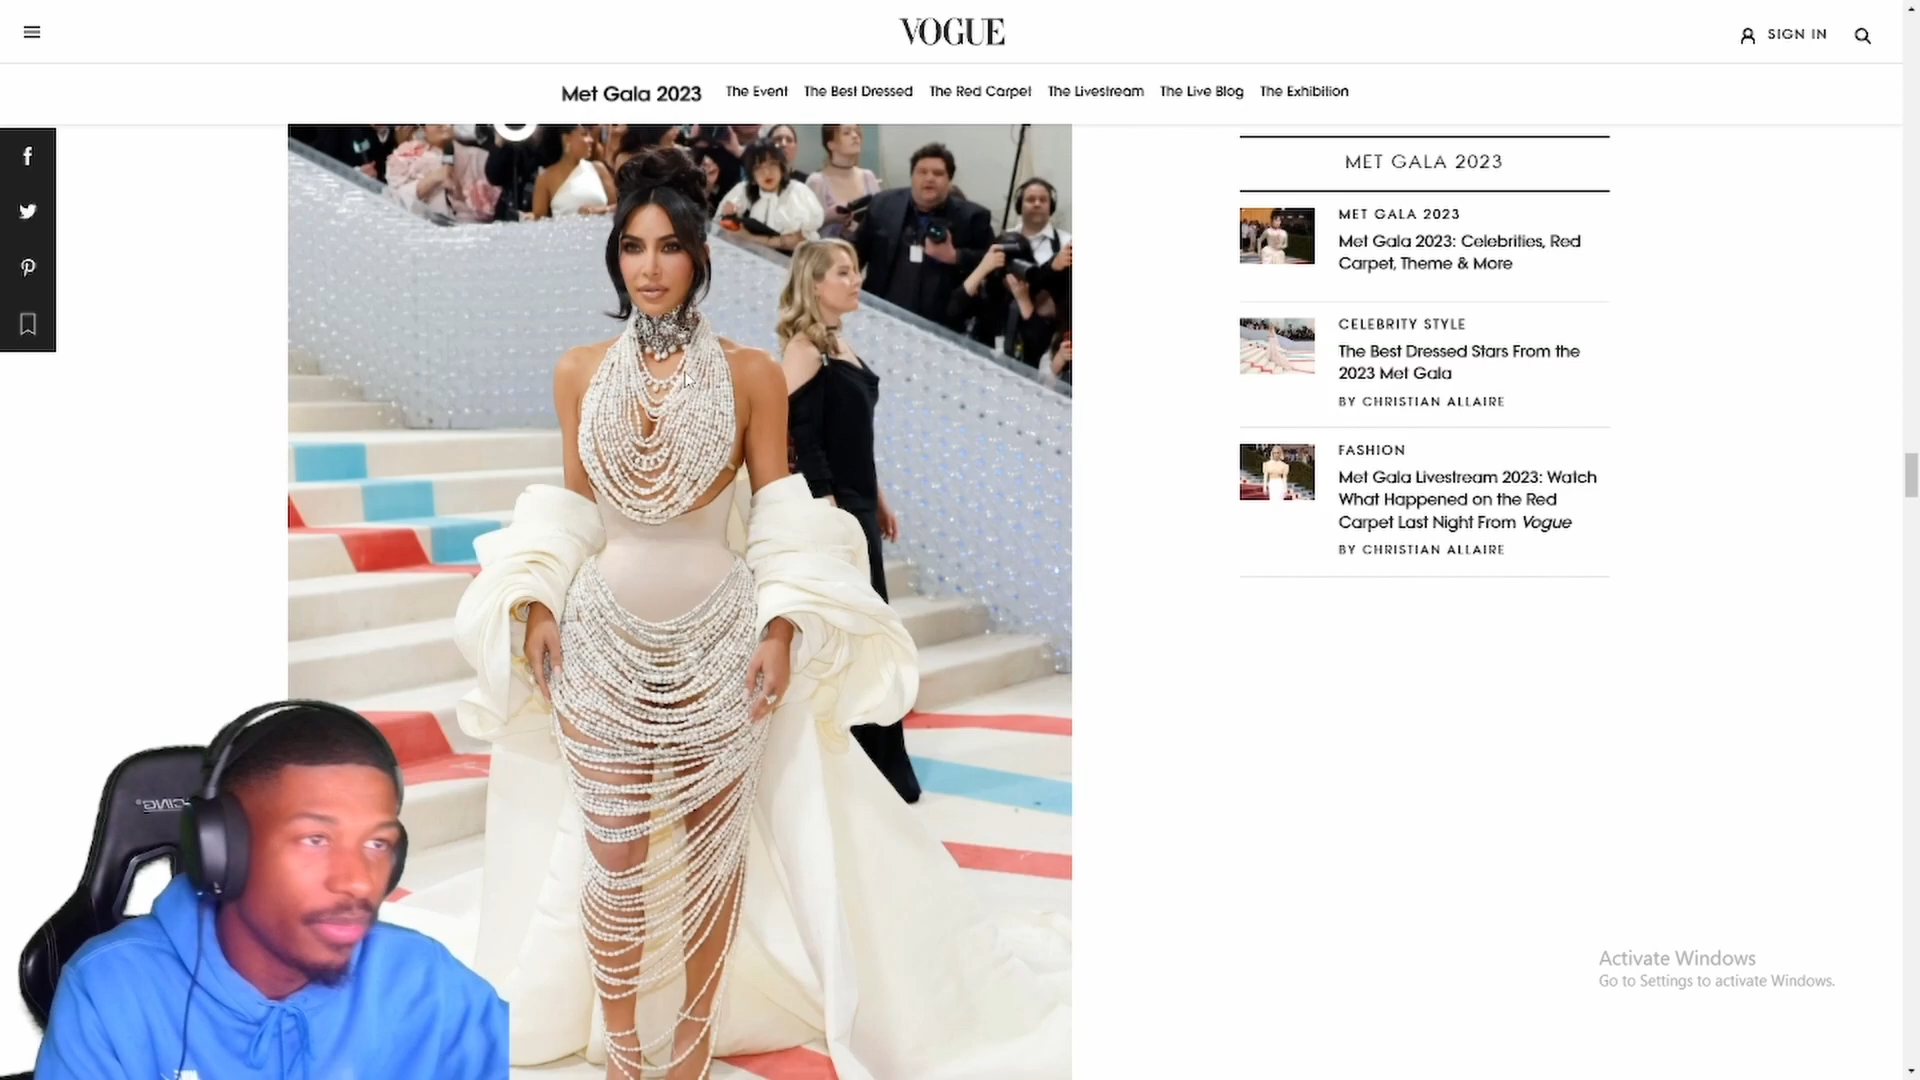 VOGUE
SIGN IN
Met Gala 2023
The Event
The Best Dressed
The Red Carpet
The Livestream
The Live Blog
The Exhibition
MET GALA 2023
MET GALA 2023
Met Gala 2023: Celebrities, Red
Carpet, Theme & More
CELEBRITY STYLE
The Best Dressed Stars From the
2023 Met Gala
BY CHRISTIAN ALLAIRE
FASHION
Met Gala Livestream 2023: Watch
What Happened on the Red
Carpet Last Night From Vogue
BY CHRISTIAN ALLAIRE
Activate Windows
Go to Settings to activate Windows.